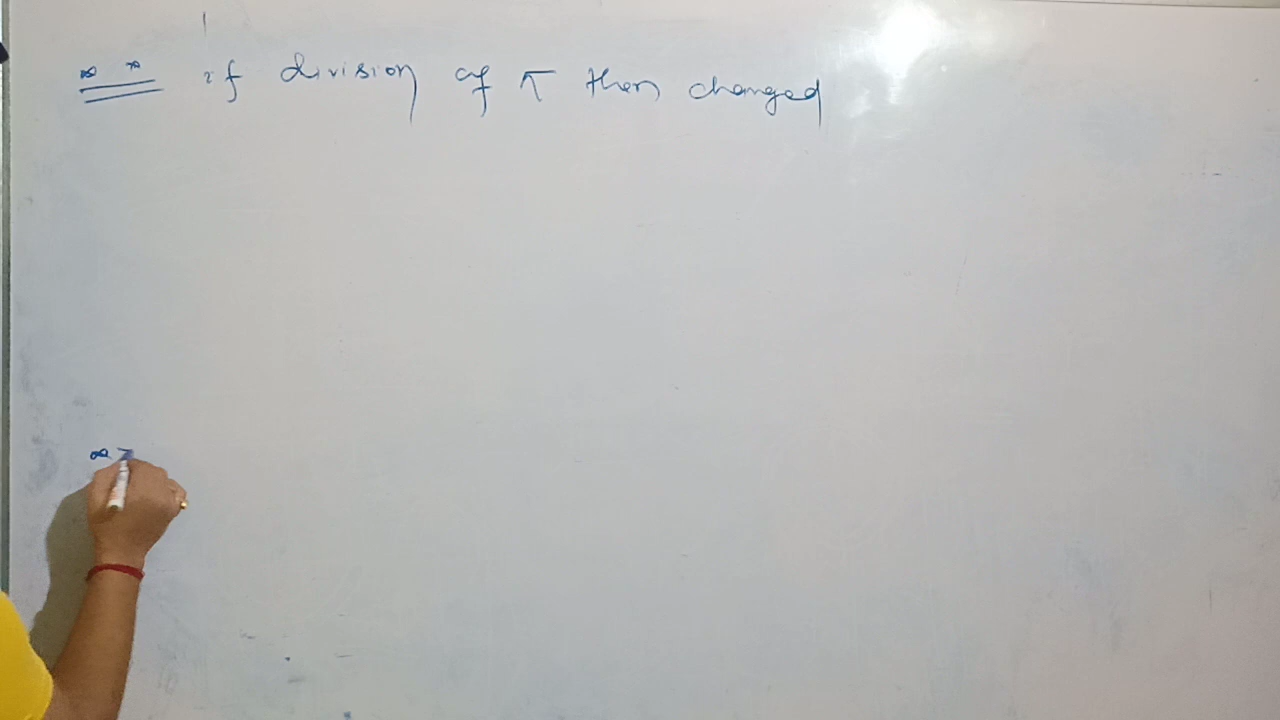 ** if division of π then changed
**